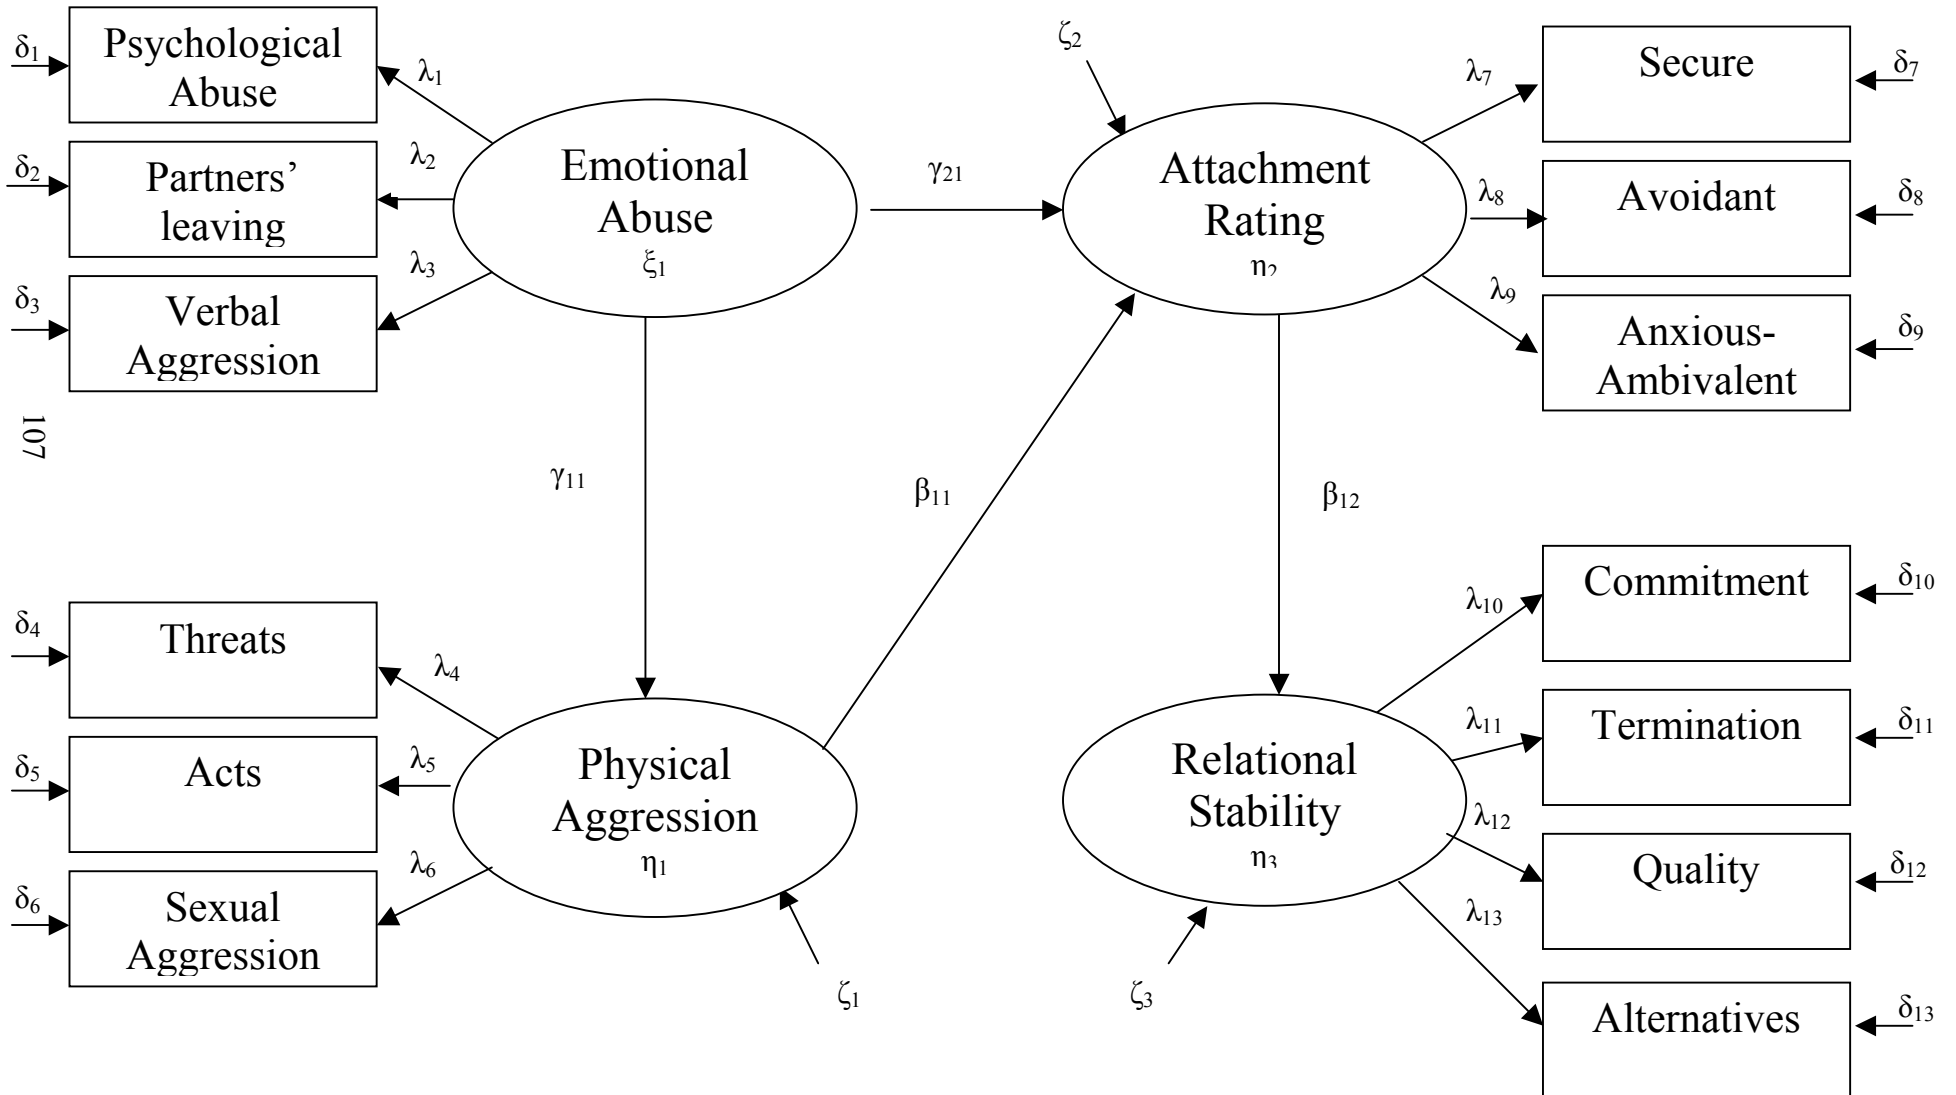 δ1
Psychological
Abuse
λ1
δ2
Partners’
leaving
λ2
δ3
Verbal
Aggression
λ3
Emotional
Abuse
ξ1
γ21
ζ2
Attachment
Rating
η2
λ7
Secure
δ7
λ8
Avoidant
δ8
λ9
Anxious-
Ambivalent
δ9
107
γ11
β11
β12
δ4
Threats
λ4
δ5
Acts
λ5
δ6
Sexual
Aggression
λ6
Physical
Aggression
η1
ζ1
Relational
Stability
η3
ζ3
λ10
Commitment
δ10
λ11
Termination
δ11
λ12
Quality
δ12
λ13
Alternatives
δ13